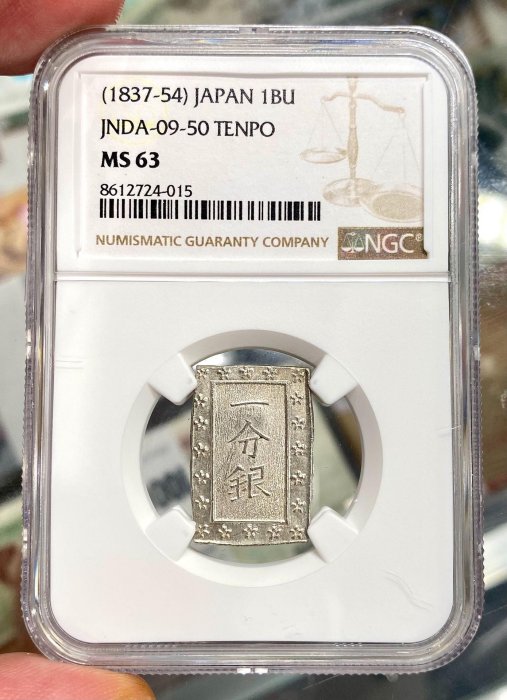 (1837-54) JAPAN 1BU
JNDA-09-50 TENPO
MS 63
8612724-015
NUMISMATIC GUARANTY COMPANY
NGC®
一
分
銀